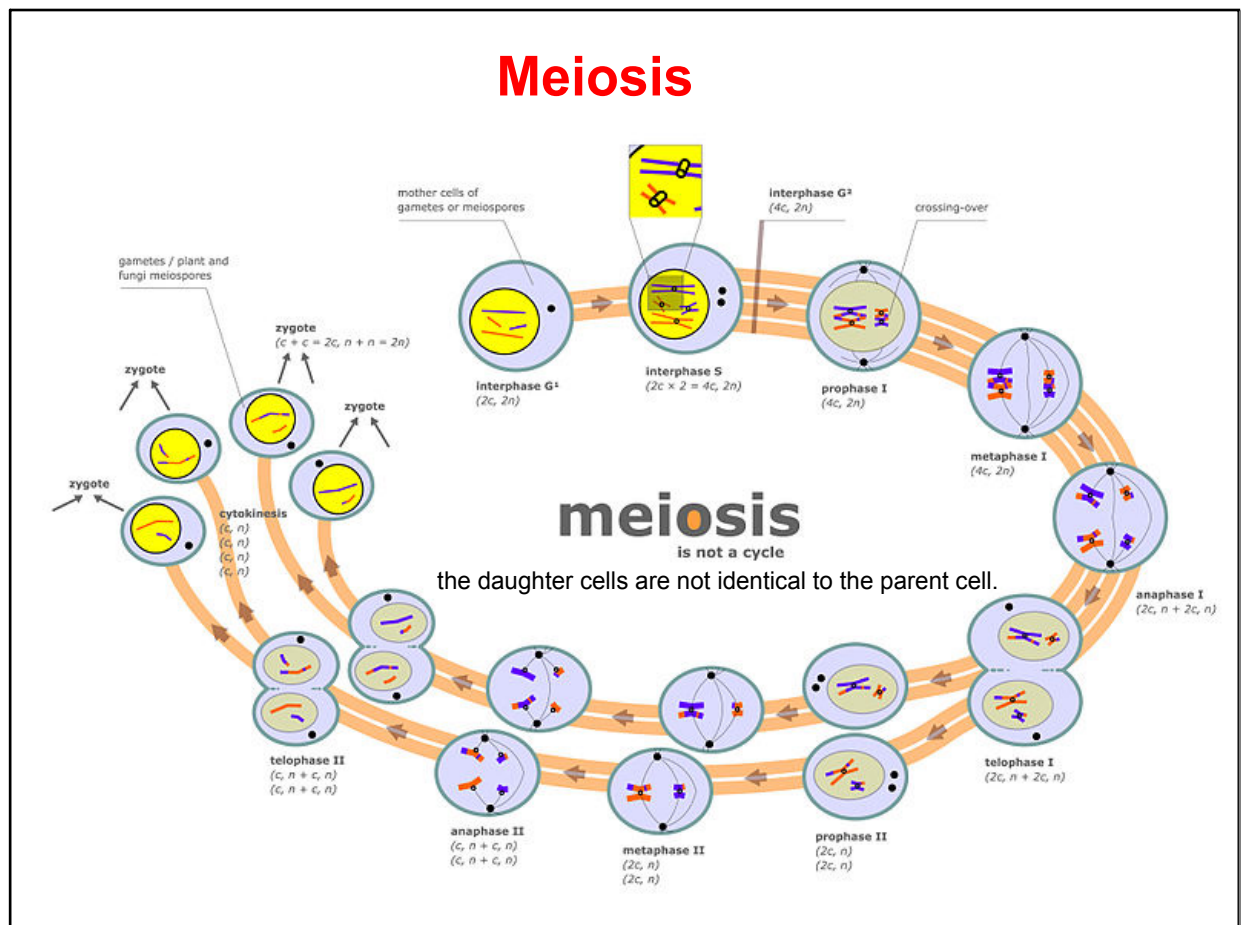 Meiosis
mother cells of
gametes or meiospores
interphase G²
(4c, 2n)
crossing-over
gametes / plant and
fungi meiospores
zygote
(c + c = 2c, n + n = 2n)
zygote
zygote
zygote
interphase G¹
(2c, 2n)
interphase S
(2c × 2 = 4c, 2n)
prophase I
(4c, 2n)
metaphase I
(4c, 2n)
cytokinesis
(c, n)
(c, n)
(c, n)
(c, n)
meiosis
is not a cycle
the daughter cells are not identical to the parent cell.
anaphase I
(2c, n + 2c, n)
telophase I
(2c, n + 2c, n)
prophase II
(2c, n)
(2c, n)
metaphase II
(2c, n)
(2c, n)
anaphase II
(c, n + c, n)
(c, n + c, n)
telophase II
(c, n + c, n)
(c, n + c, n)